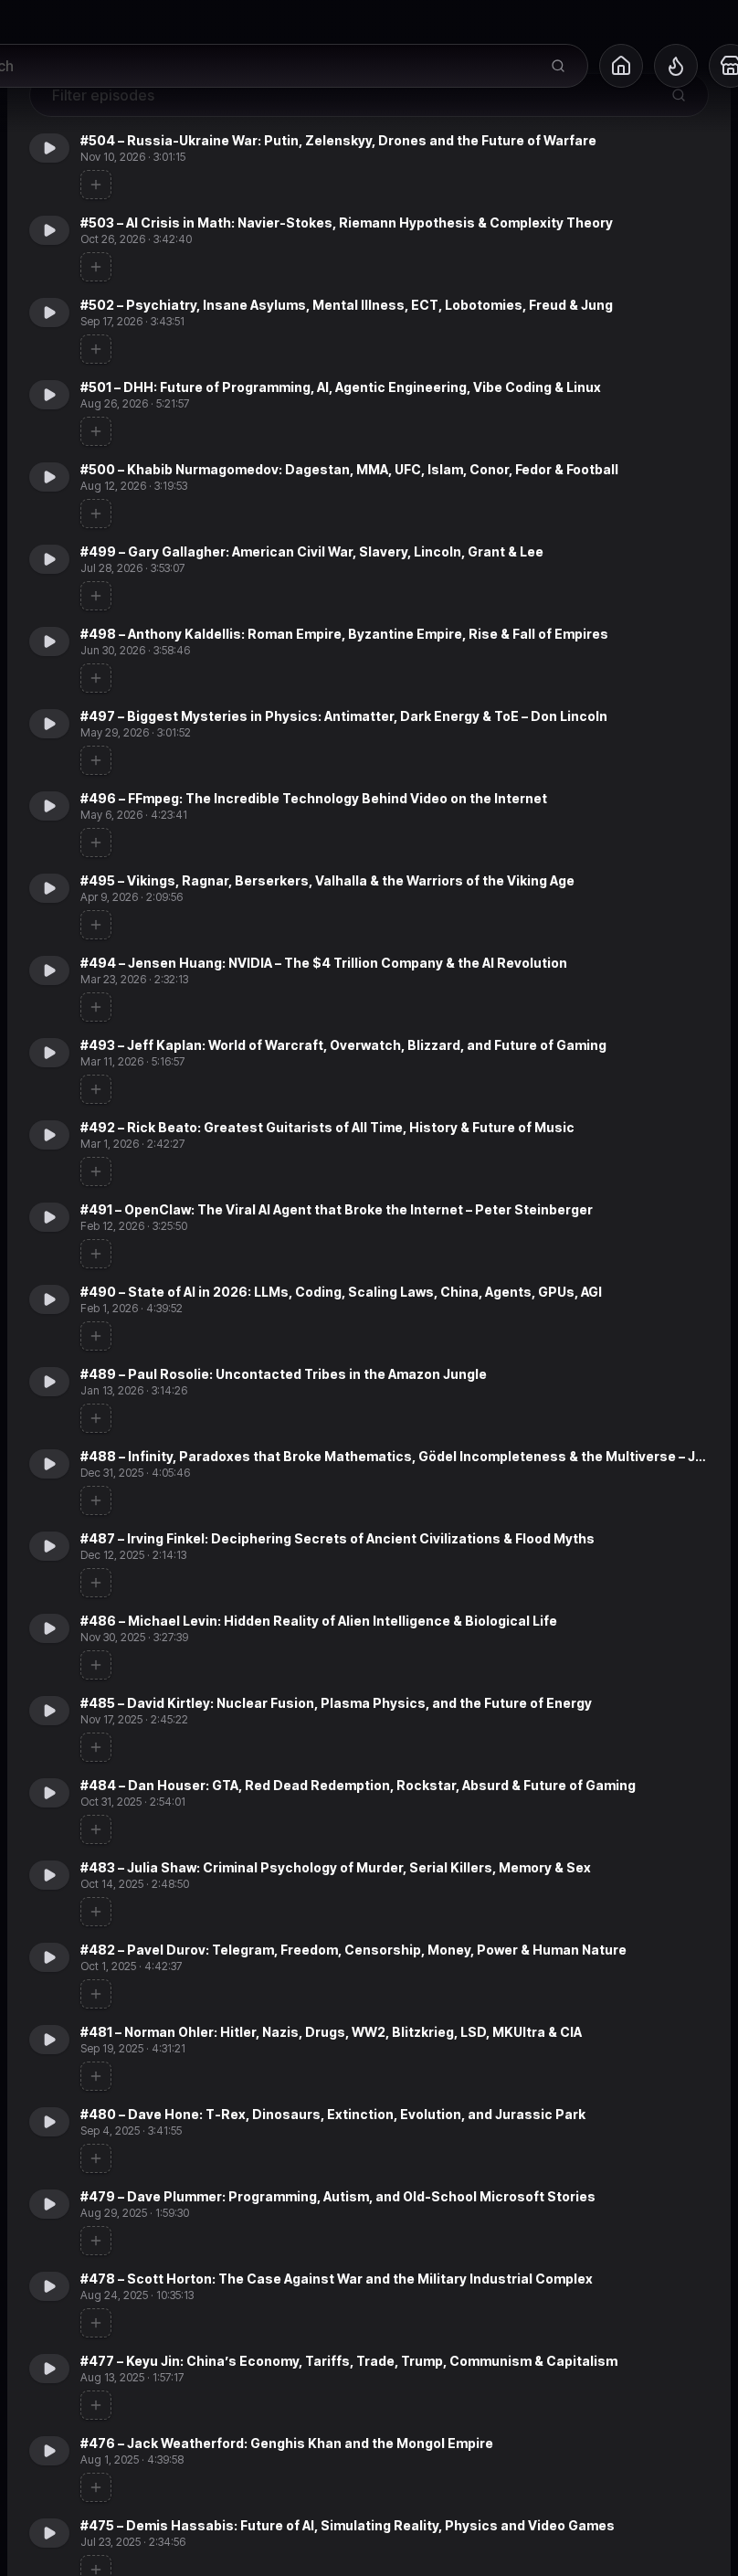 ch
Filter episodes
#504 – Russia-Ukraine War: Putin, Zelenskyy, Drones and the Future of Warfare
Nov 10, 2026 · 3:01:15
#503 – AI Crisis in Math: Navier-Stokes, Riemann Hypothesis & Complexity Theory
Oct 26, 2026 · 3:42:40
#502 – Psychiatry, Insane Asylums, Mental Illness, ECT, Lobotomies, Freud & Jung
Sep 17, 2026 · 3:43:51
#501 – DHH: Future of Programming, AI, Agentic Engineering, Vibe Coding & Linux
Aug 26, 2026 · 5:21:57
#500 – Khabib Nurmagomedov: Dagestan, MMA, UFC, Islam, Conor, Fedor & Football
Aug 12, 2026 · 3:19:53
#499 – Gary Gallagher: American Civil War, Slavery, Lincoln, Grant & Lee
Jul 28, 2026 · 3:53:07
#498 – Anthony Kaldellis: Roman Empire, Byzantine Empire, Rise & Fall of Empires
Jun 30, 2026 · 3:58:46
#497 – Biggest Mysteries in Physics: Antimatter, Dark Energy & ToE – Don Lincoln
May 29, 2026 · 3:01:52
#496 – FFmpeg: The Incredible Technology Behind Video on the Internet
May 6, 2026 · 4:23:41
#495 – Vikings, Ragnar, Berserkers, Valhalla & the Warriors of the Viking Age
Apr 9, 2026 · 2:09:56
#494 – Jensen Huang: NVIDIA – The $4 Trillion Company & the AI Revolution
Mar 23, 2026 · 2:32:13
#493 – Jeff Kaplan: World of Warcraft, Overwatch, Blizzard, and Future of Gaming
Mar 11, 2026 · 5:16:57
#492 – Rick Beato: Greatest Guitarists of All Time, History & Future of Music
Mar 1, 2026 · 2:42:27
#491 – OpenClaw: The Viral AI Agent that Broke the Internet – Peter Steinberger
Feb 12, 2026 · 3:25:50
#490 – State of AI in 2026: LLMs, Coding, Scaling Laws, China, Agents, GPUs, AGI
Feb 1, 2026 · 4:39:52
#489 – Paul Rosolie: Uncontacted Tribes in the Amazon Jungle
Jan 13, 2026 · 3:14:26
#488 – Infinity, Paradoxes that Broke Mathematics, Gödel Incompleteness & the Multiverse – J…
Dec 31, 2025 · 4:05:46
#487 – Irving Finkel: Deciphering Secrets of Ancient Civilizations & Flood Myths
Dec 12, 2025 · 2:14:13
#486 – Michael Levin: Hidden Reality of Alien Intelligence & Biological Life
Nov 30, 2025 · 3:27:39
#485 – David Kirtley: Nuclear Fusion, Plasma Physics, and the Future of Energy
Nov 17, 2025 · 2:45:22
#484 – Dan Houser: GTA, Red Dead Redemption, Rockstar, Absurd & Future of Gaming
Oct 31, 2025 · 2:54:01
#483 – Julia Shaw: Criminal Psychology of Murder, Serial Killers, Memory & Sex
Oct 14, 2025 · 2:48:50
#482 – Pavel Durov: Telegram, Freedom, Censorship, Money, Power & Human Nature
Oct 1, 2025 · 4:42:37
#481 – Norman Ohler: Hitler, Nazis, Drugs, WW2, Blitzkrieg, LSD, MKUltra & CIA
Sep 19, 2025 · 4:31:21
#480 – Dave Hone: T-Rex, Dinosaurs, Extinction, Evolution, and Jurassic Park
Sep 4, 2025 · 3:41:55
#479 – Dave Plummer: Programming, Autism, and Old-School Microsoft Stories
Aug 29, 2025 · 1:59:30
#478 – Scott Horton: The Case Against War and the Military Industrial Complex
Aug 24, 2025 · 10:35:13
#477 – Keyu Jin: China's Economy, Tariffs, Trade, Trump, Communism & Capitalism
Aug 13, 2025 · 1:57:17
#476 – Jack Weatherford: Genghis Khan and the Mongol Empire
Aug 1, 2025 · 4:39:58
#475 – Demis Hassabis: Future of AI, Simulating Reality, Physics and Video Games
Jul 23, 2025 · 2:34:56